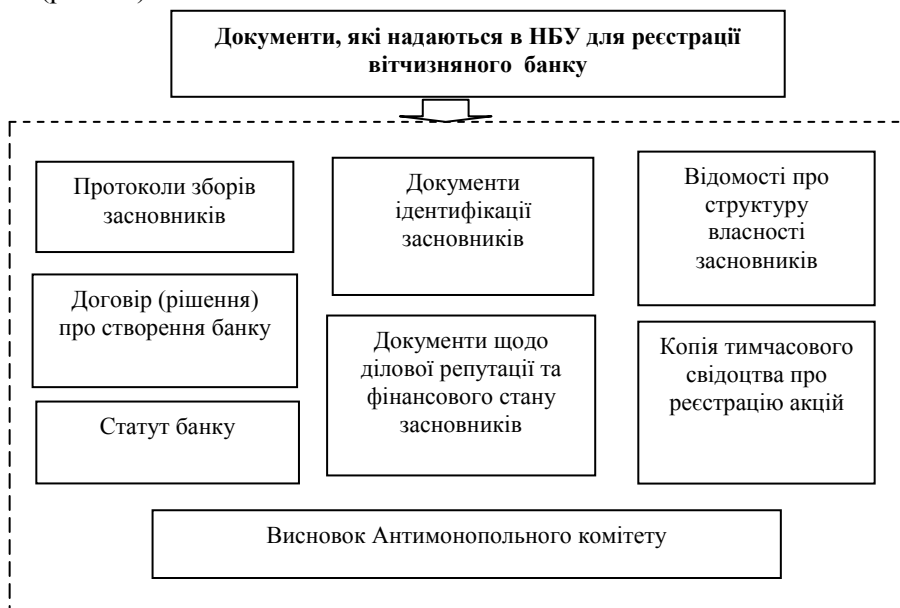 Документи, які надаються в НБУ для реєстрації
вітчизняного банку
Протоколи зборів
засновників
Договір (рішення)
про створення банку
Статут банку
Документи
ідентифікації
засновників
Документи щодо
ділової репутації та
фінансового стану
засновників
Відомості про
структуру
власності
засновників
Копія тимчасового
свідоцтва про
реєстрацію акцій
Висновок Антимонопольного комітету